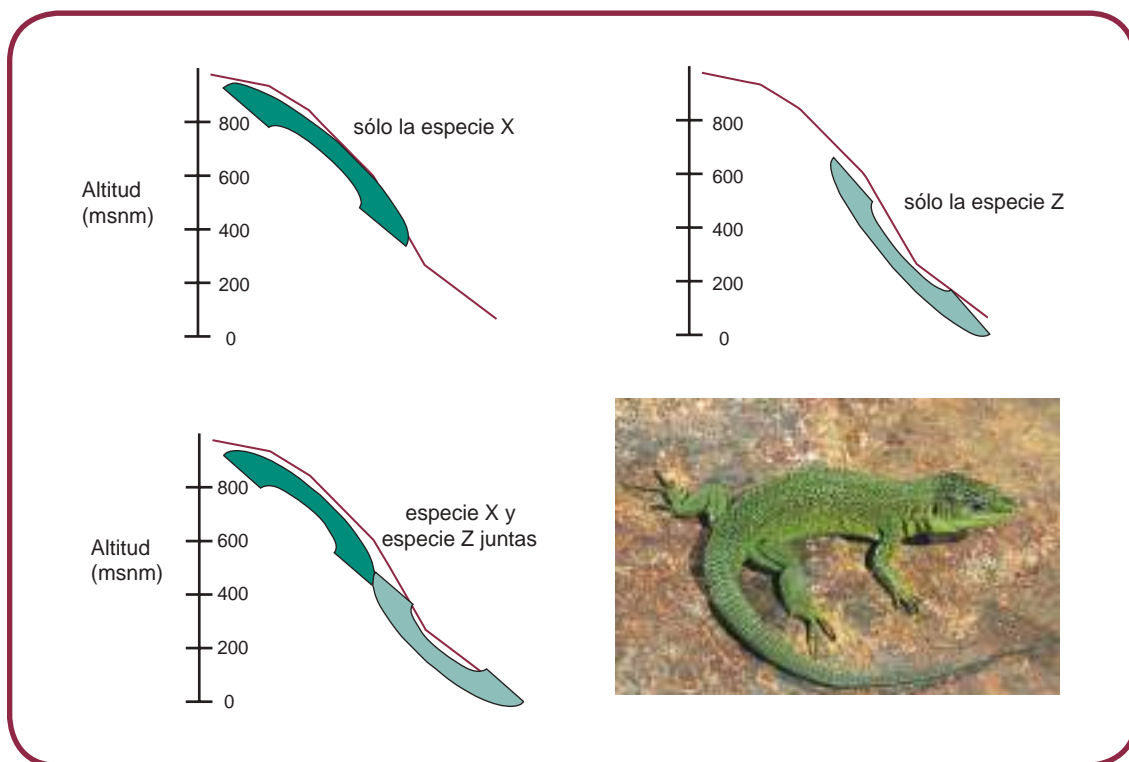 800
600
400
200
0
Altitud
(msnm)
sólo la especie X
800
600
400
200
0
sólo la especie Z
800
600
400
200
0
Altitud
(msnm)
especie X y
especie Z juntas